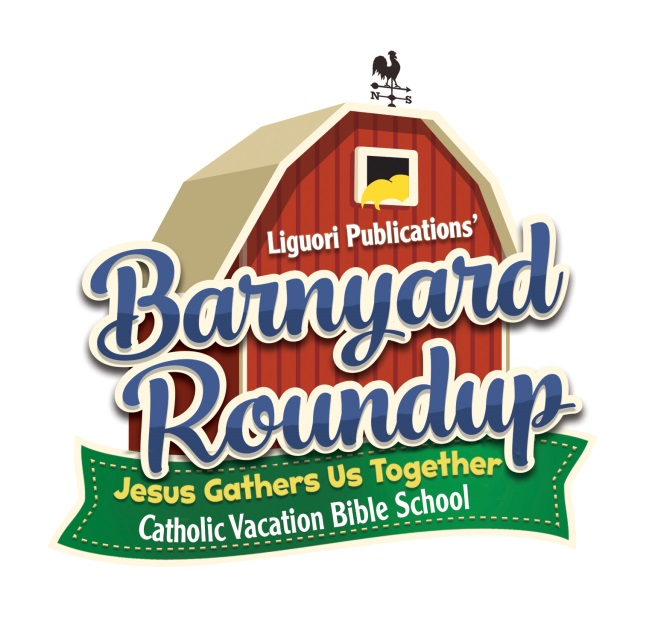 N S
Liguori Publications'
Barnyard
Roundup
Jesus Gathers Us Together
Catholic Vacation Bible School